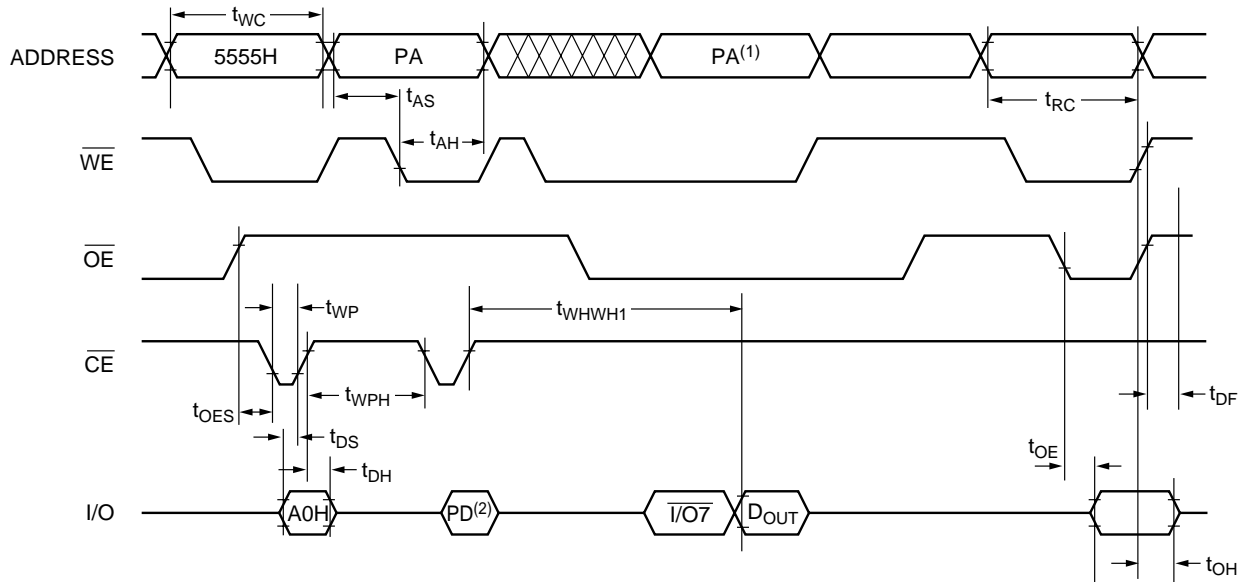 tWC
ADDRESS 5555H PA PA(1)
tAS tRC
tAH
WE
OE
tWP tWHWH1
CE
tWPH
tOES tDF
tDS
tOE
tDH
I/O A0H PD(2) I/O7 DOUT
tOH